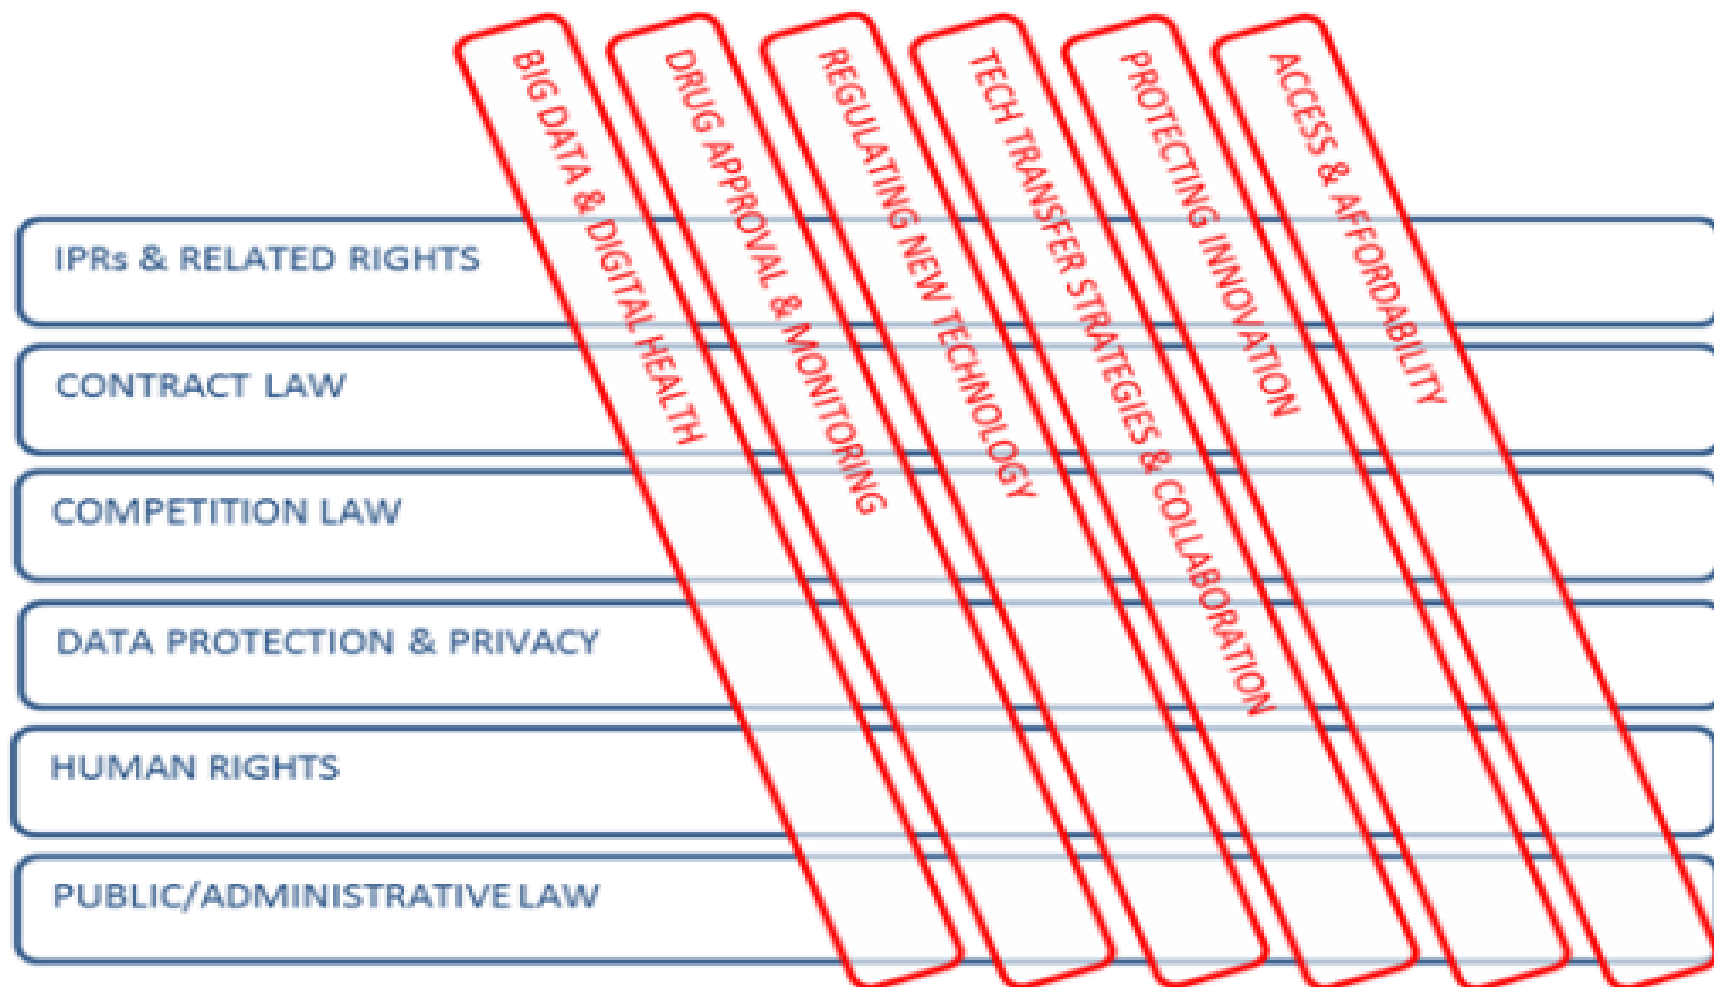 BIG DATA & DIGITAL HEALTH
DRUG APPROVAL & MONITORING
REGULATING NEW TECHNOLOGY
TECH TRANSFER STRATEGIES & COLLABORATION
PROTECTING INNOVATION
ACCESS & AFFORDABILITY
IPRs & RELATED RIGHTS
CONTRACT LAW
COMPETITION LAW
DATA PROTECTION & PRIVACY
HUMAN RIGHTS
PUBLIC/ADMINISTRATIVE LAW